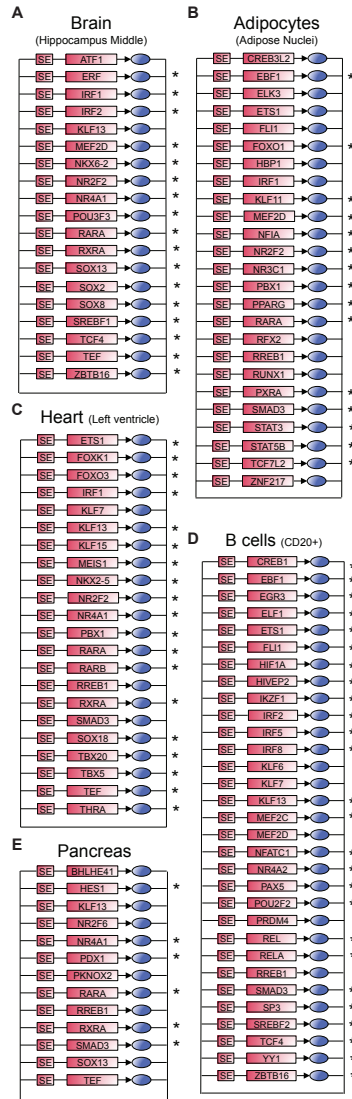 A
Brain
(Hippocampus Middle)
SE ATF1
SE ERF *
SE IRF1 *
SE IRF2 *
SE KLF13
SE MEF2D *
SE NKX6-2 *
SE NR2F2 *
SE NR4A1 *
SE POU3F3 *
SE RARA *
SE RXRA *
SE SOX13 *
SE SOX2 *
SE SOX8 *
SE SREBF1 *
SE TCF4 *
SE TEF *
SE ZBTB16 *
B
Adipocytes
(Adipose Nuclei)
SE CREB3L2
SE EBF1 *
SE ELK3
SE ETS1
SE FLI1
SE FOXO1 *
SE HBP1
SE IRF1
SE KLF11 *
SE MEF2D *
SE NFIA *
SE NR2F2 *
SE NR3C1 *
SE PBX1 *
SE PPARG *
SE RARA *
SE RFX2
SE RREB1
SE RUNX1
SE PXRA *
SE SMAD3 *
SE STAT3 *
SE STAT5B *
SE TCF7L2 *
SE ZNF217
C
Heart (Left ventricle)
SE ETS1 *
SE FOXK1 *
SE FOXO3 *
SE IRF1 *
SE KLF7
SE KLF13 *
SE KLF15 *
SE MEIS1 *
SE NKX2-5 *
SE NR2F2 *
SE NR4A1 *
SE PBX1 *
SE RARA *
SE RARB *
SE RREB1
SE RXRA *
SE SMAD3
SE SOX18 *
SE TBX20 *
SE TBX5 *
SE TEF *
SE THRA *
D
B cells (CD20+)
SE CREB1 *
SE EBF1 *
SE EGR3 *
SE ELF1 *
SE ETS1 *
SE FLI1 *
SE HIF1A *
SE HIVEP2 *
SE IKZF1 *
SE IRF2 *
SE IRF5 *
SE IRF8 *
SE KLF6
SE KLF7
SE KLF13 *
SE MEF2C *
SE MEF2D
SE NFATC1 *
SE NR4A2 *
SE PAX5 *
SE POU2F2 *
SE PRDM4
SE REL *
SE RELA *
SE RREB1
SE SMAD3 *
SE SP3 *
SE SREBF2 *
SE TCF4 *
SE YY1 *
SE ZBTB16 *
E
Pancreas
SE BHLHE41
SE HES1 *
SE KLF13
SE NR2F6
SE NR4A1 *
SE PDX1 *
SE PKNOX2
SE RARA *
SE RREB1
SE RXRA *
SE SMAD3 *
SE SOX13
SE TEF